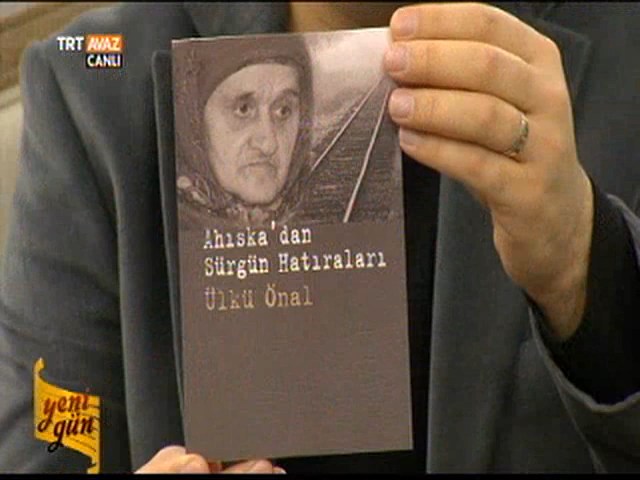 TRT AVAZ
CANLI
Ahıska'dan
Sürgün Hatıraları
Ülkü Önal
yeni
gün